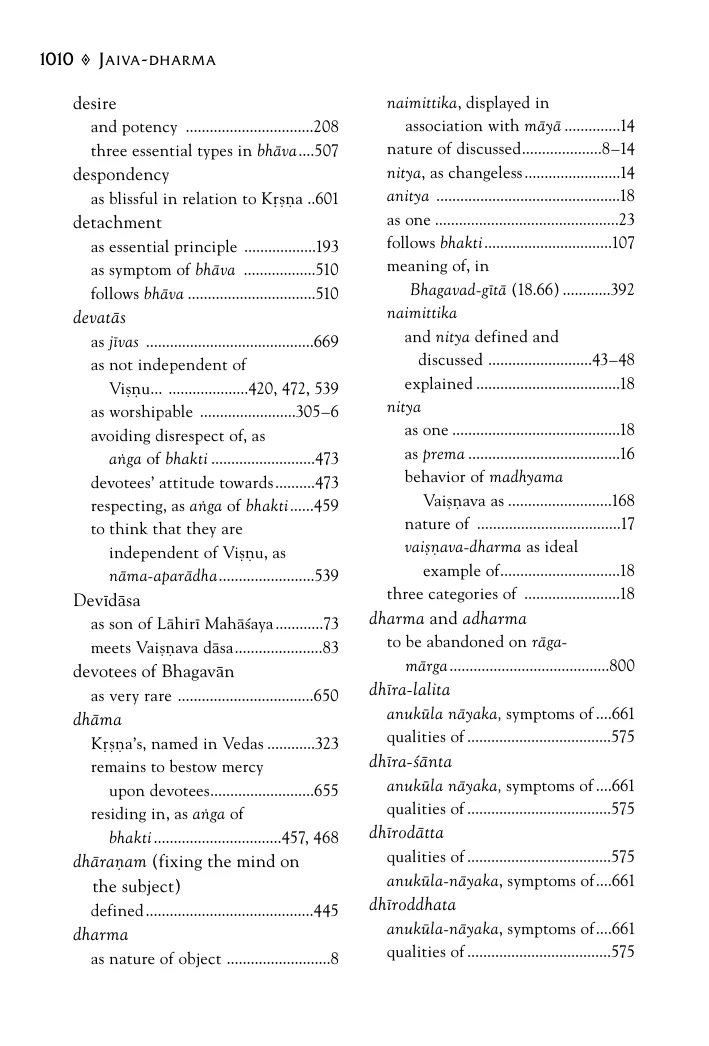 1010 ◈ JAIVA-DHARMA
desire
and potency ................................208
three essential types in bhāva....507
despondency
as blissful in relation to Kṛṣṇa ..601
detachment
as essential principle ..................193
as symptom of bhāva ..................510
follows bhāva ................................510
devatās
as jīvas ..........................................669
as not independent of
Viṣṇu... ....................420, 472, 539
as worshipable ........................305–6
avoiding disrespect of, as
aṅga of bhakti ..........................473
devotees' attitude towards..........473
respecting, as aṅga of bhakti......459
to think that they are
independent of Viṣṇu, as
nāma-aparādha........................539
Devīdāsa
as son of Lāhirī Mahāśaya............73
meets Vaiṣṇava dāsa......................83
devotees of Bhagavān
as very rare ..................................650
dhāma
Kṛṣṇa's, named in Vedas ............323
remains to bestow mercy
upon devotees..........................655
residing in, as aṅga of
bhakti................................457, 468
dhāraṇam (fixing the mind on
the subject)
defined..........................................445
dharma
as nature of object ..........................8
naimittika, displayed in
association with māyā ..............14
nature of discussed....................8–14
nitya, as changeless........................14
anitya ..............................................18
as one ..............................................23
follows bhakti................................107
meaning of, in
Bhagavad-gītā (18.66) ............392
naimittika
and nitya defined and
discussed ..........................43–48
explained ....................................18
nitya
as one ..........................................18
as prema ......................................16
behavior of madhyama
Vaiṣṇava as ..........................168
nature of ....................................17
vaiṣṇava-dharma as ideal
example of..............................18
three categories of ........................18
dharma and adharma
to be abandoned on rāga-
mārga........................................800
dhīra-lalita
anukūla nāyaka, symptoms of....661
qualities of....................................575
dhīra-śānta
anukūla nāyaka, symptoms of....661
qualities of....................................575
dhīrodātta
qualities of....................................575
anukūla-nāyaka, symptoms of....661
dhīroddhata
anukūla-nāyaka, symptoms of....661
qualities of....................................575